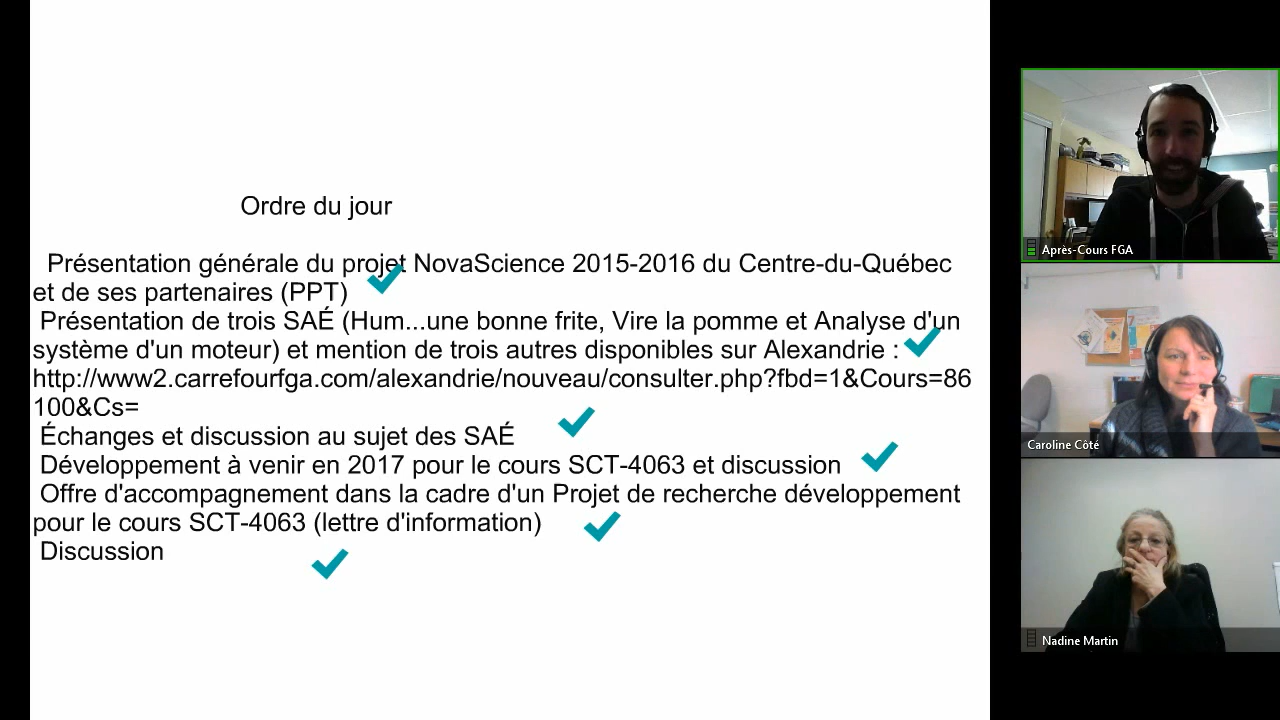 Ordre du jour
Présentation générale du projet NovaScience 2015-2016 du Centre-du-Québec
et de ses partenaires (PPT)
Présentation de trois SAÉ (Hum...une bonne frite, Vire la pomme et Analyse d'un
système d'un moteur) et mention de trois autres disponibles sur Alexandrie :
http://www2.carrefourfga.com/alexandrie/nouveau/consulter.php?fbd=1&Cours=86
100&Cs=
Échanges et discussion au sujet des SAÉ
Développement à venir en 2017 pour le cours SCT-4063 et discussion
Offre d'accompagnement dans la cadre d'un Projet de recherche développement
pour le cours SCT-4063 (lettre d'information)
Discussion
Après-Cours FGA
Caroline Côté
Nadine Martin